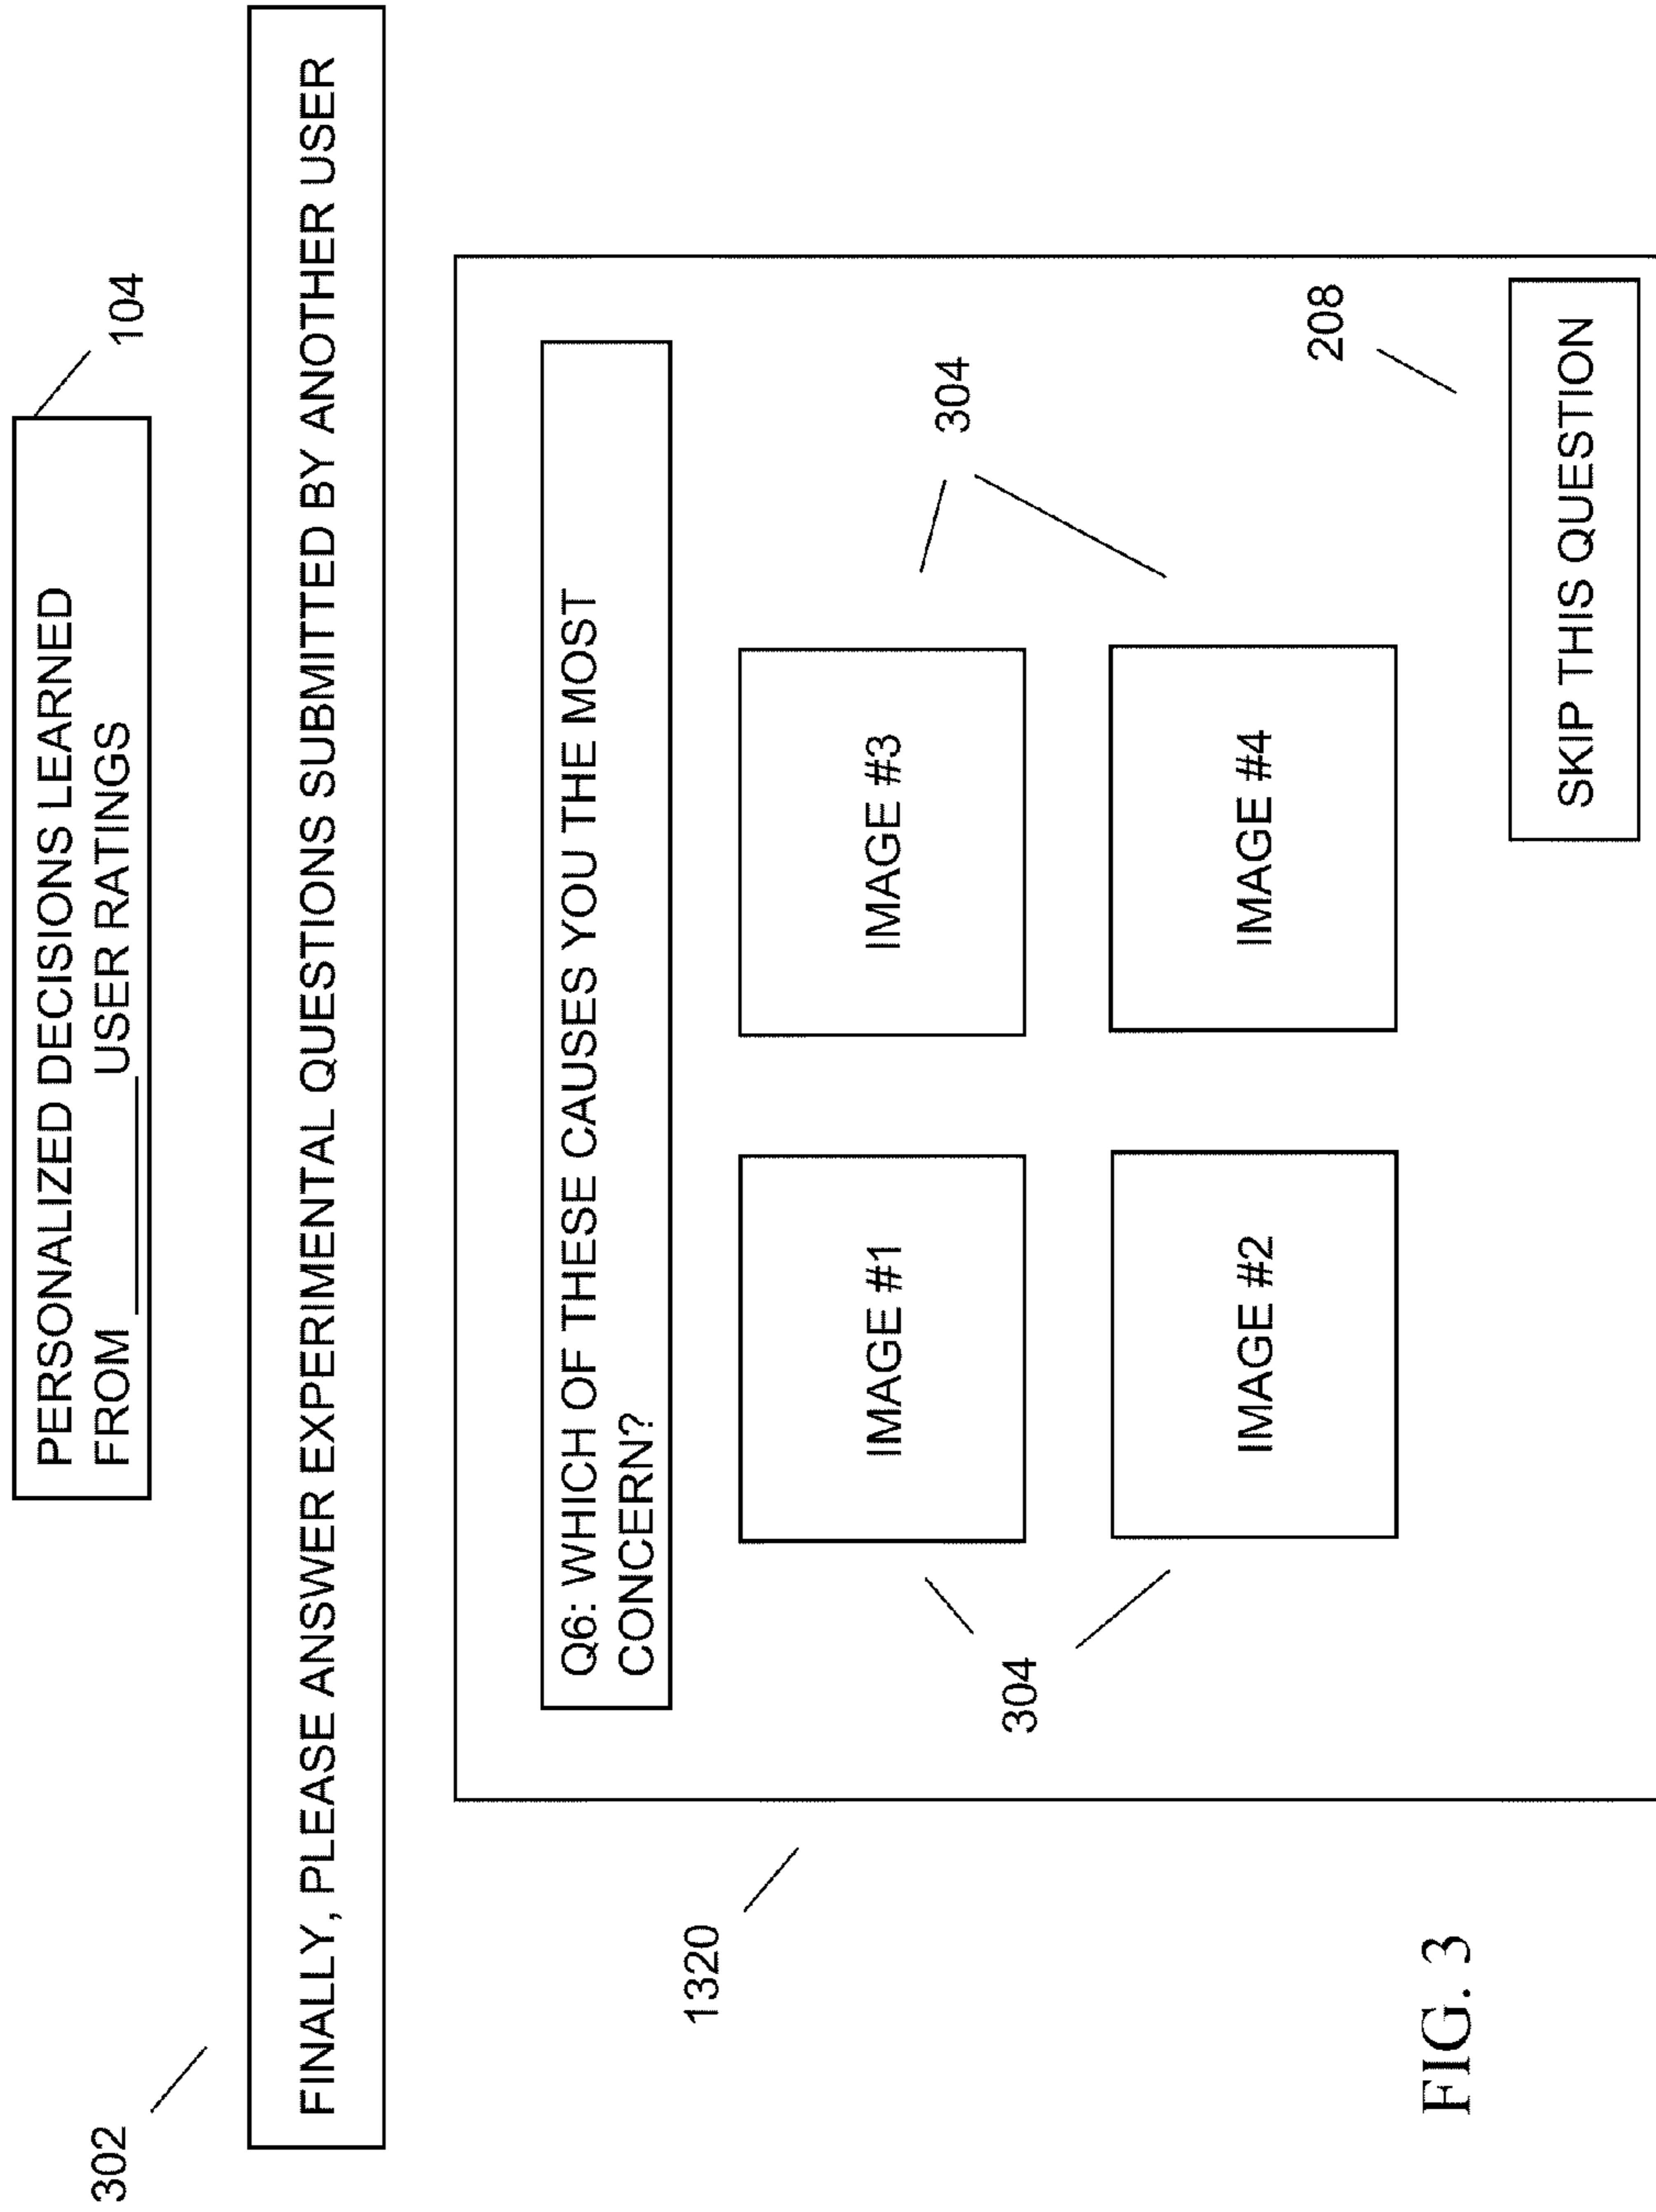 PERSONALIZED DECISIONS LEARNED
FROM ________ USER RATINGS
104
302
FINALLY, PLEASE ANSWER EXPERIMENTAL QUESTIONS SUBMITTED BY ANOTHER USER
1320
Q6: WHICH OF THESE CAUSES YOU THE MOST
CONCERN?
304
IMAGE #1
IMAGE #3
304
IMAGE #2
IMAGE #4
208
SKIP THIS QUESTION
FIG. 3